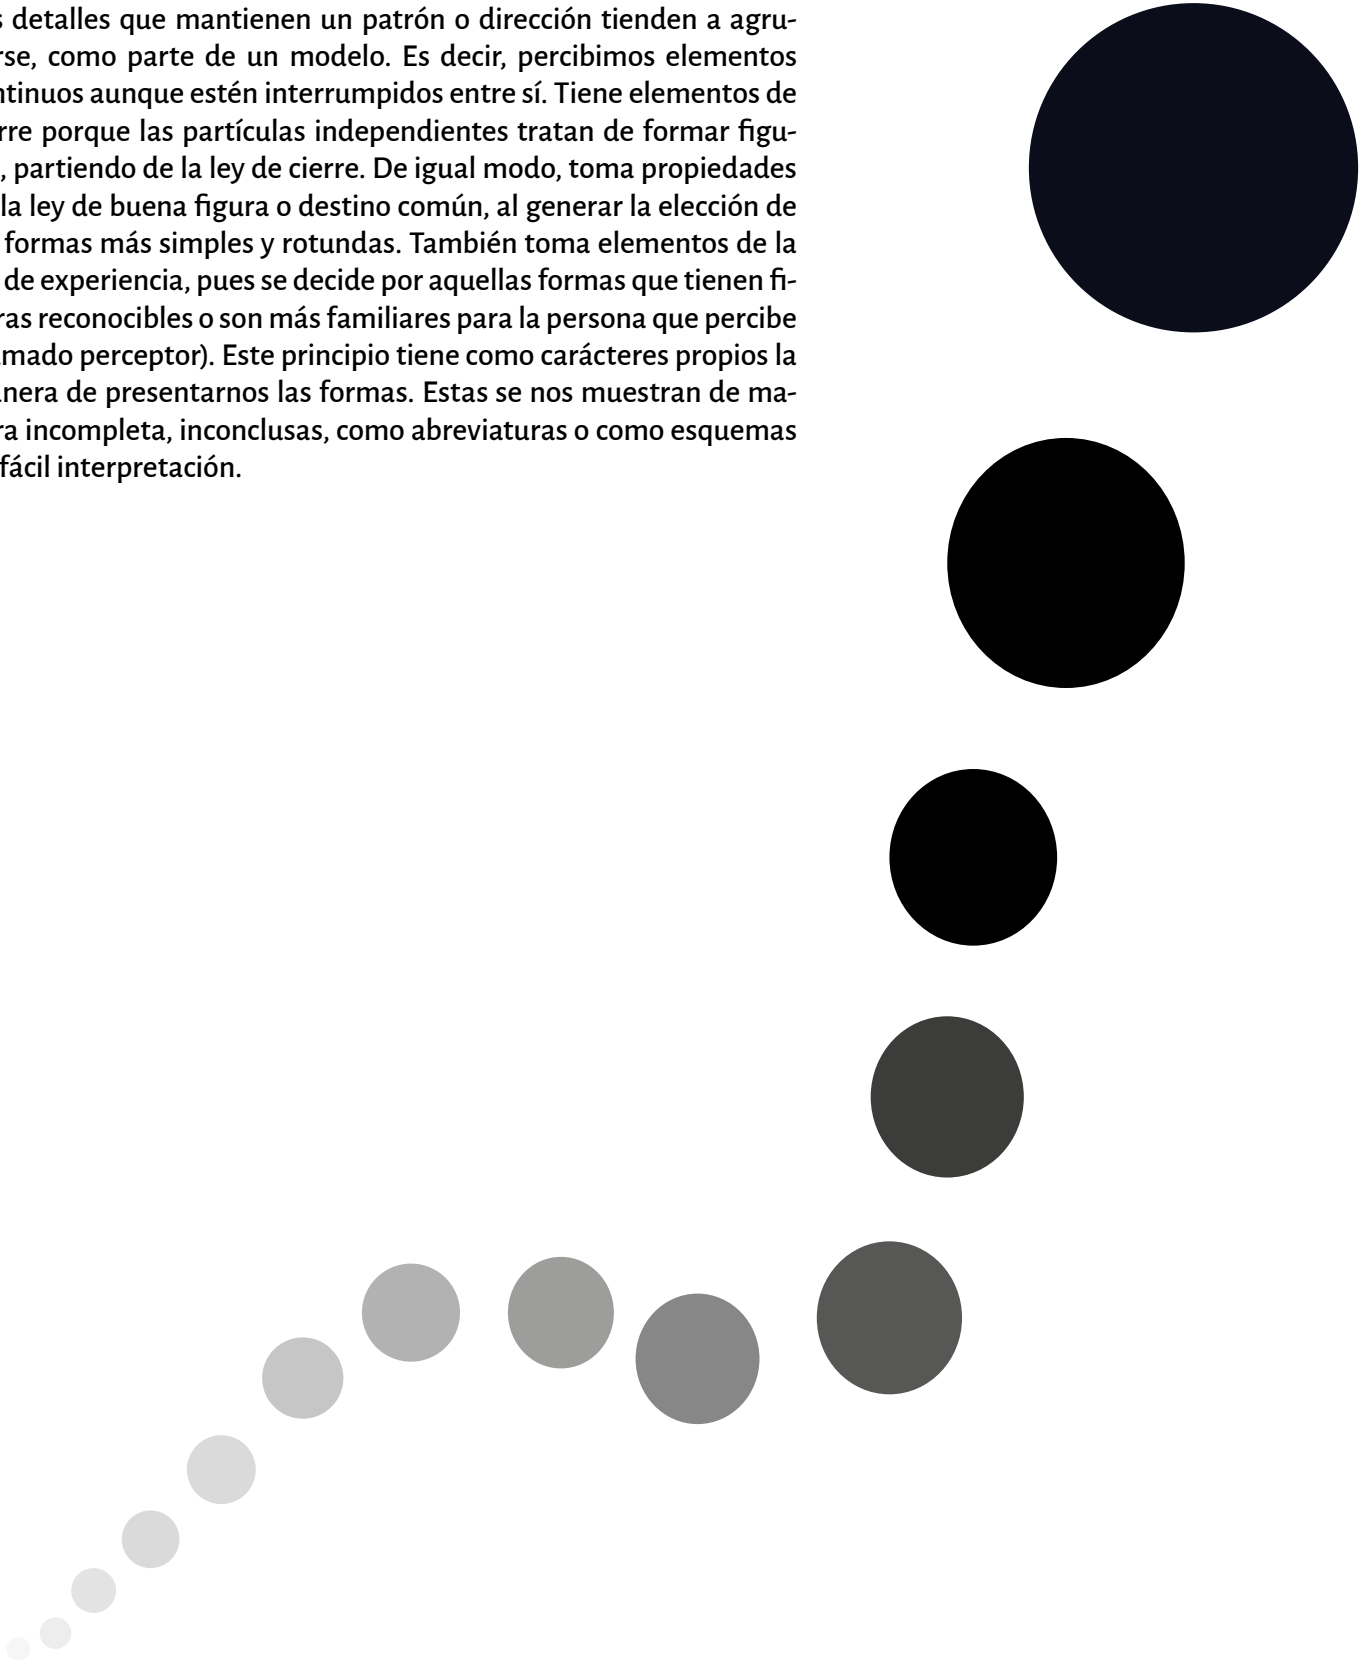 s detalles que mantienen un patrón o dirección tienden a agru-
rse, como parte de un modelo. Es decir, percibimos elementos
ntinuos aunque estén interrumpidos entre sí. Tiene elementos de
rre porque las partículas independientes tratan de formar figu-
, partiendo de la ley de cierre. De igual modo, toma propiedades
la ley de buena figura o destino común, al generar la elección de
formas más simples y rotundas. También toma elementos de la
de experiencia, pues se decide por aquellas formas que tienen fi-
ras reconocibles o son más familiares para la persona que percibe
mado perceptor). Este principio tiene como carácteres propios la
nera de presentarnos las formas. Estas se nos muestran de ma-
ra incompleta, inconclusas, como abreviaturas o como esquemas
fácil interpretación.